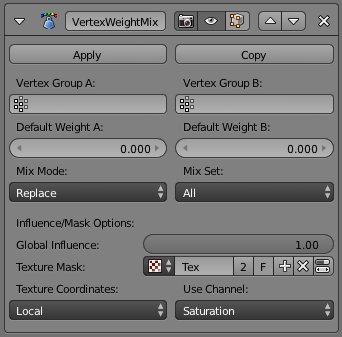 VertexWeightMix
Apply Copy
Vertex Group A: Vertex Group B:
Default Weight A: Default Weight B:
0.000 0.000
Mix Mode: Mix Set:
Replace All
Influence/Mask Options:
Global Influence: 1.00
Texture Mask: Tex 2 F
Texture Coordinates: Use Channel:
Local Saturation